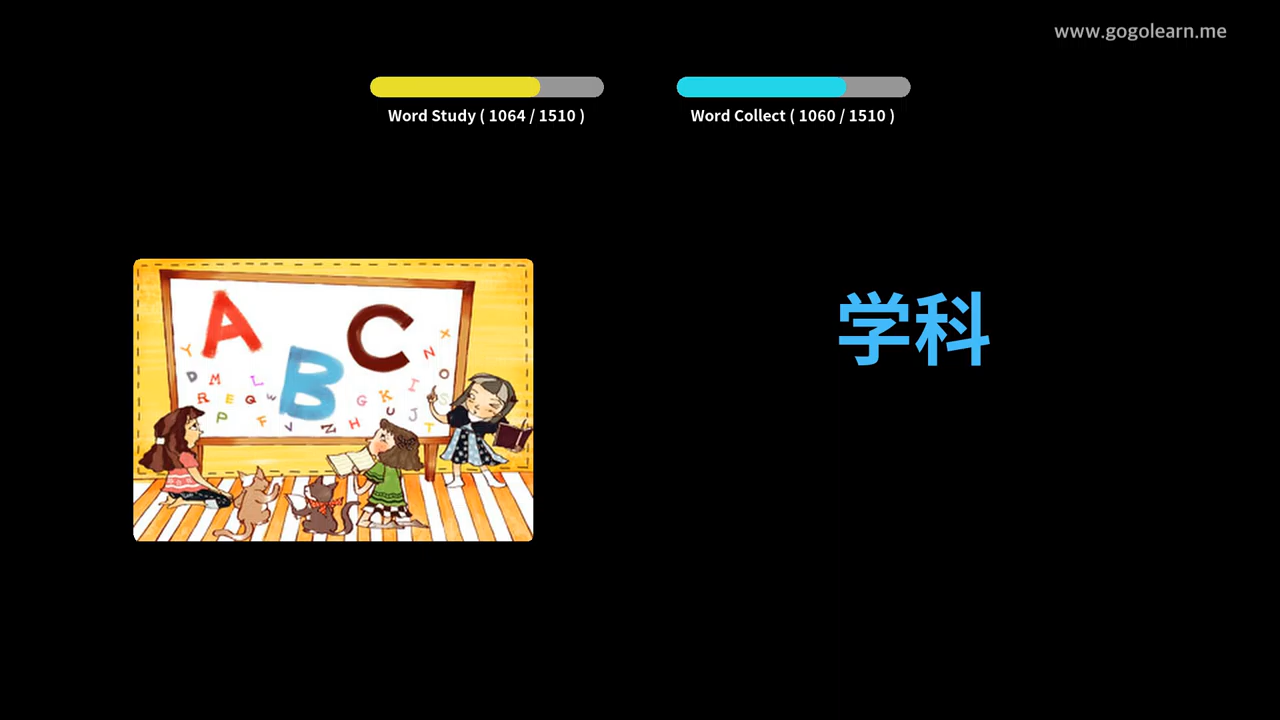 www.gogolearn.me
Word Study ( 1064 / 1510 )
Word Collect ( 1060 / 1510 )
学科
A
B
C
Y
X
N
D
M
L
O
R
E
Q
W
G
K
I
S
P
F
V
Z
H
U
J
T